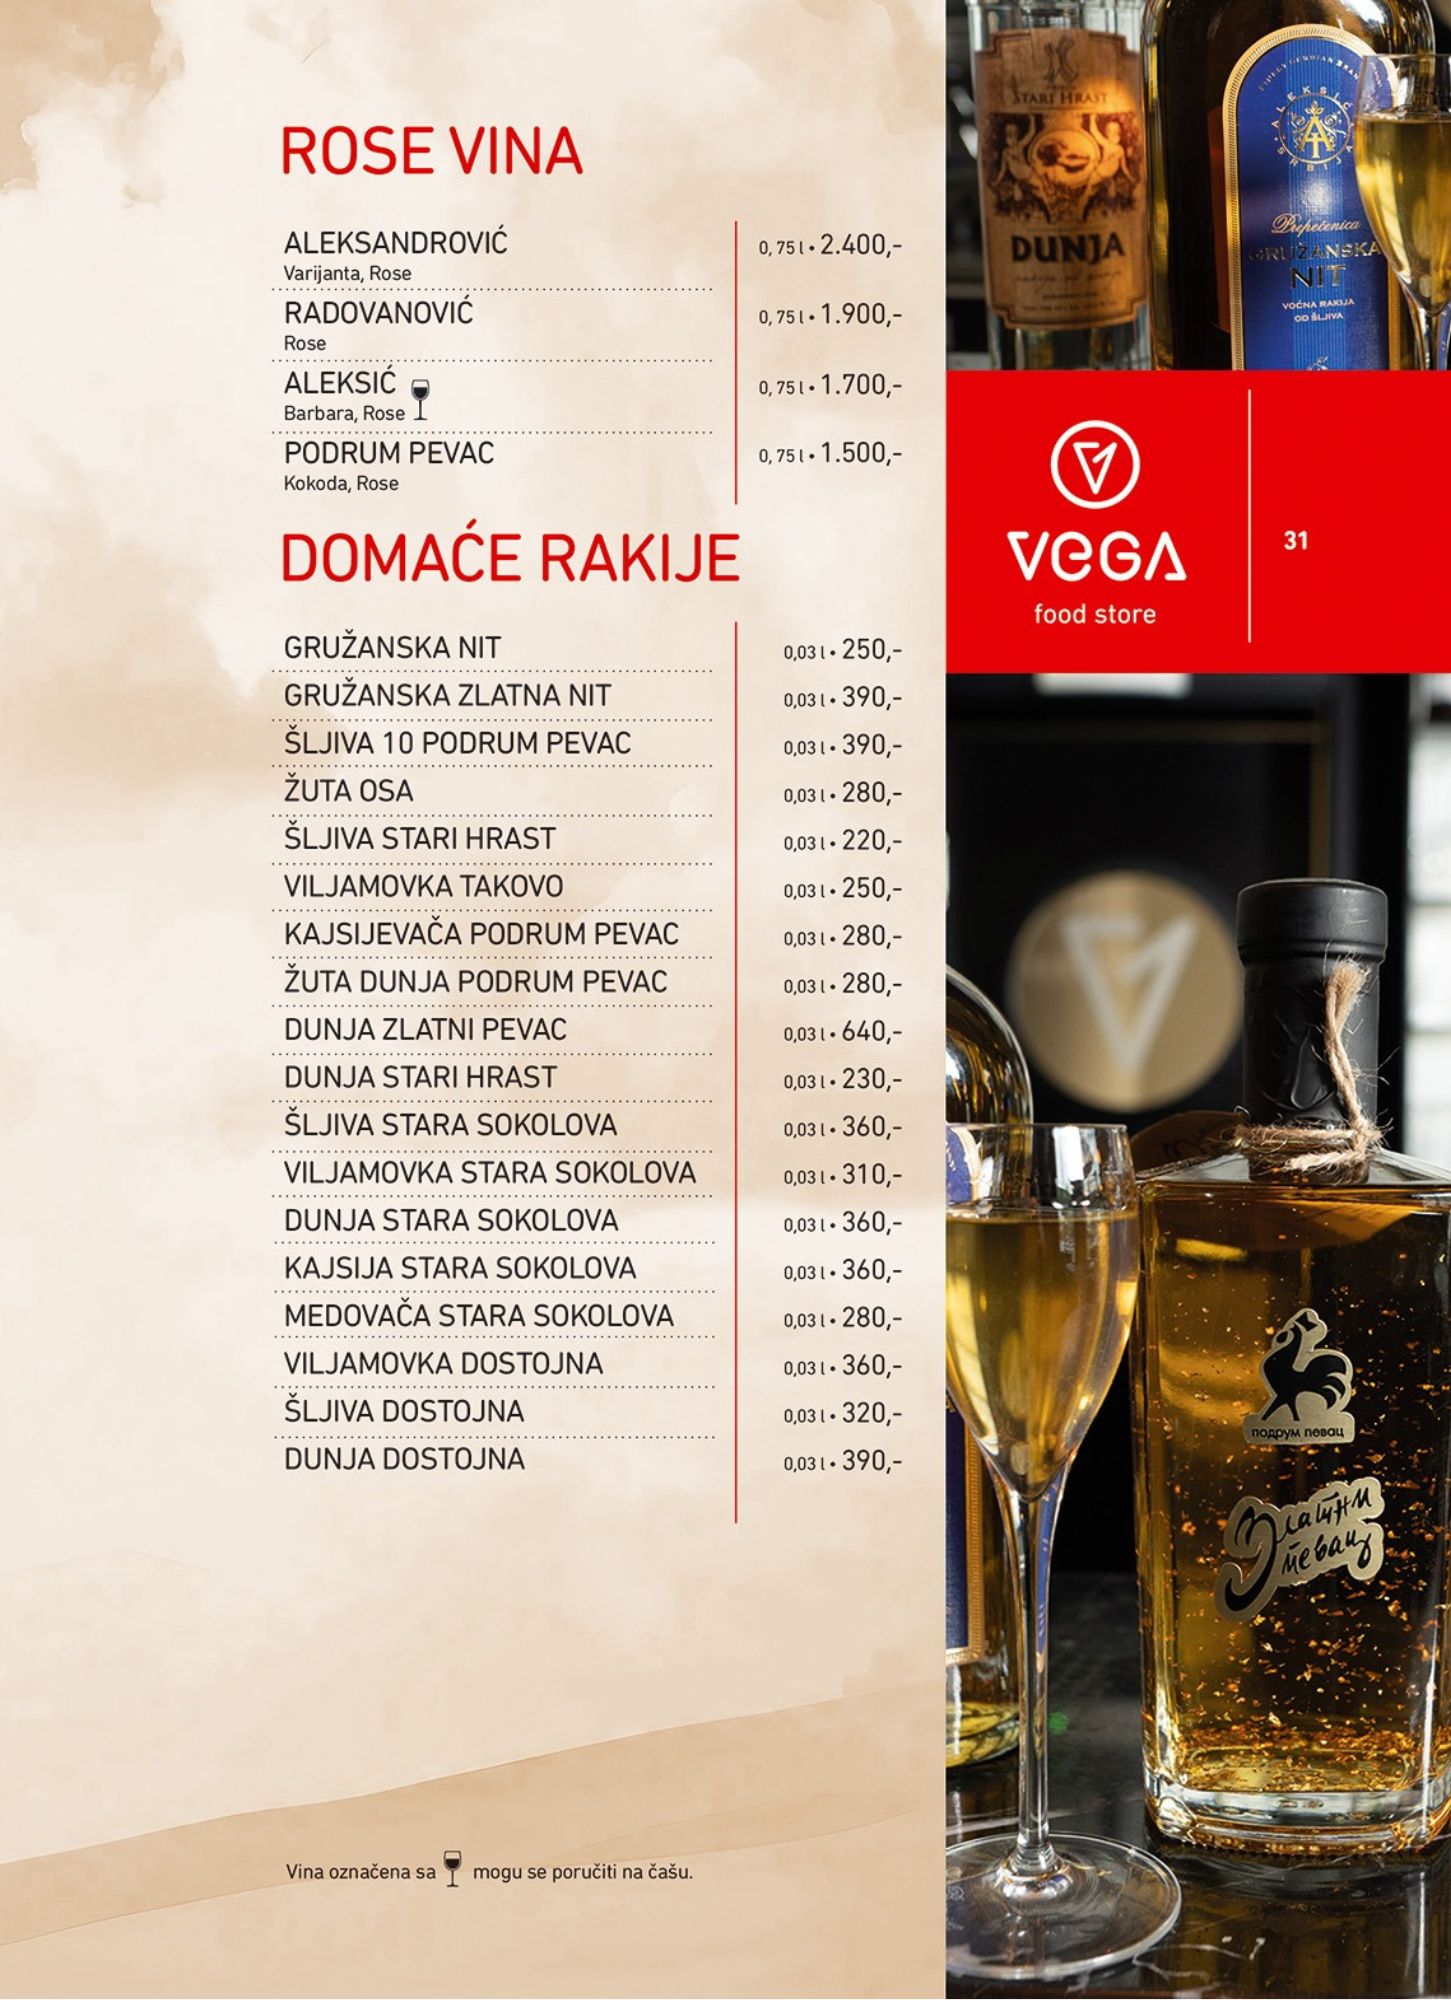 ROSE VINA
ALEKSANDROVIĆ 0,75 l • 2.400,-
Varijanta, Rose
RADOVANOVIĆ 0,75 l • 1.900,-
Rose
ALEKSIĆ 0,75 l • 1.700,-
Barbara, Rose
PODRUM PEVAC 0,75 l • 1.500,-
Kokoda, Rose
DOMAĆE RAKIJE
GRUŽANSKA NIT 0,03 l • 250,-
GRUŽANSKA ZLATNA NIT 0,03 l • 390,-
ŠLJIVA 10 PODRUM PEVAC 0,03 l • 390,-
ŽUTA OSA 0,03 l • 280,-
ŠLJIVA STARI HRAST 0,03 l • 220,-
VILJAMOVKA TAKOVO 0,03 l • 250,-
KAJSIJEVAČA PODRUM PEVAC 0,03 l • 280,-
ŽUTA DUNJA PODRUM PEVAC 0,03 l • 280,-
DUNJA ZLATNI PEVAC 0,03 l • 640,-
DUNJA STARI HRAST 0,03 l • 230,-
ŠLJIVA STARA SOKOLOVA 0,03 l • 360,-
VILJAMOVKA STARA SOKOLOVA 0,03 l • 310,-
DUNJA STARA SOKOLOVA 0,03 l • 360,-
KAJSIJA STARA SOKOLOVA 0,03 l • 360,-
MEDOVAČA STARA SOKOLOVA 0,03 l • 280,-
VILJAMOVKA DOSTOJNA 0,03 l • 360,-
ŠLJIVA DOSTOJNA 0,03 l • 320,-
DUNJA DOSTOJNA 0,03 l • 390,-
Vina označena sa mogu se poručiti na čašu.
STARI HRAST
DUNJA
ALEKSIĆ
SRBIJA
Prepečenica
GRUŽANSKA
NIT
VOĆNA RAKIJA
OD ŠLJIVA
VEGA
food store
31
подрум певац
Златни
певац